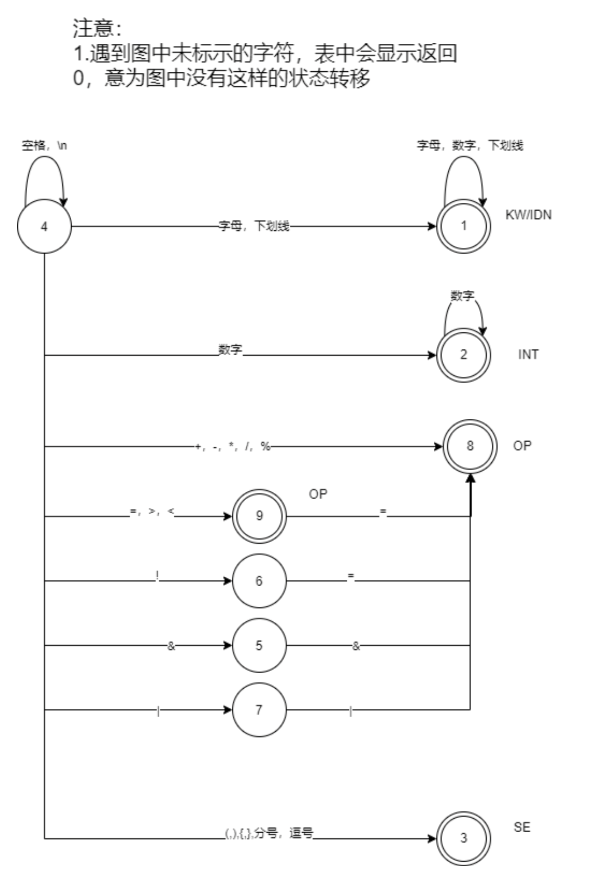 注意：
1.遇到图中未标示的字符，表中会显示返回
0，意为图中没有这样的状态转移
空格，\n
字母，数字，下划线
4
字母，下划线
1
KW/IDN
数字
数字
2
INT
+，-，*，/，%
8
OP
=，>，<
9
OP
=
!
6
=
&
5
&
|
7
|
(,),{,},分号，逗号
3
SE